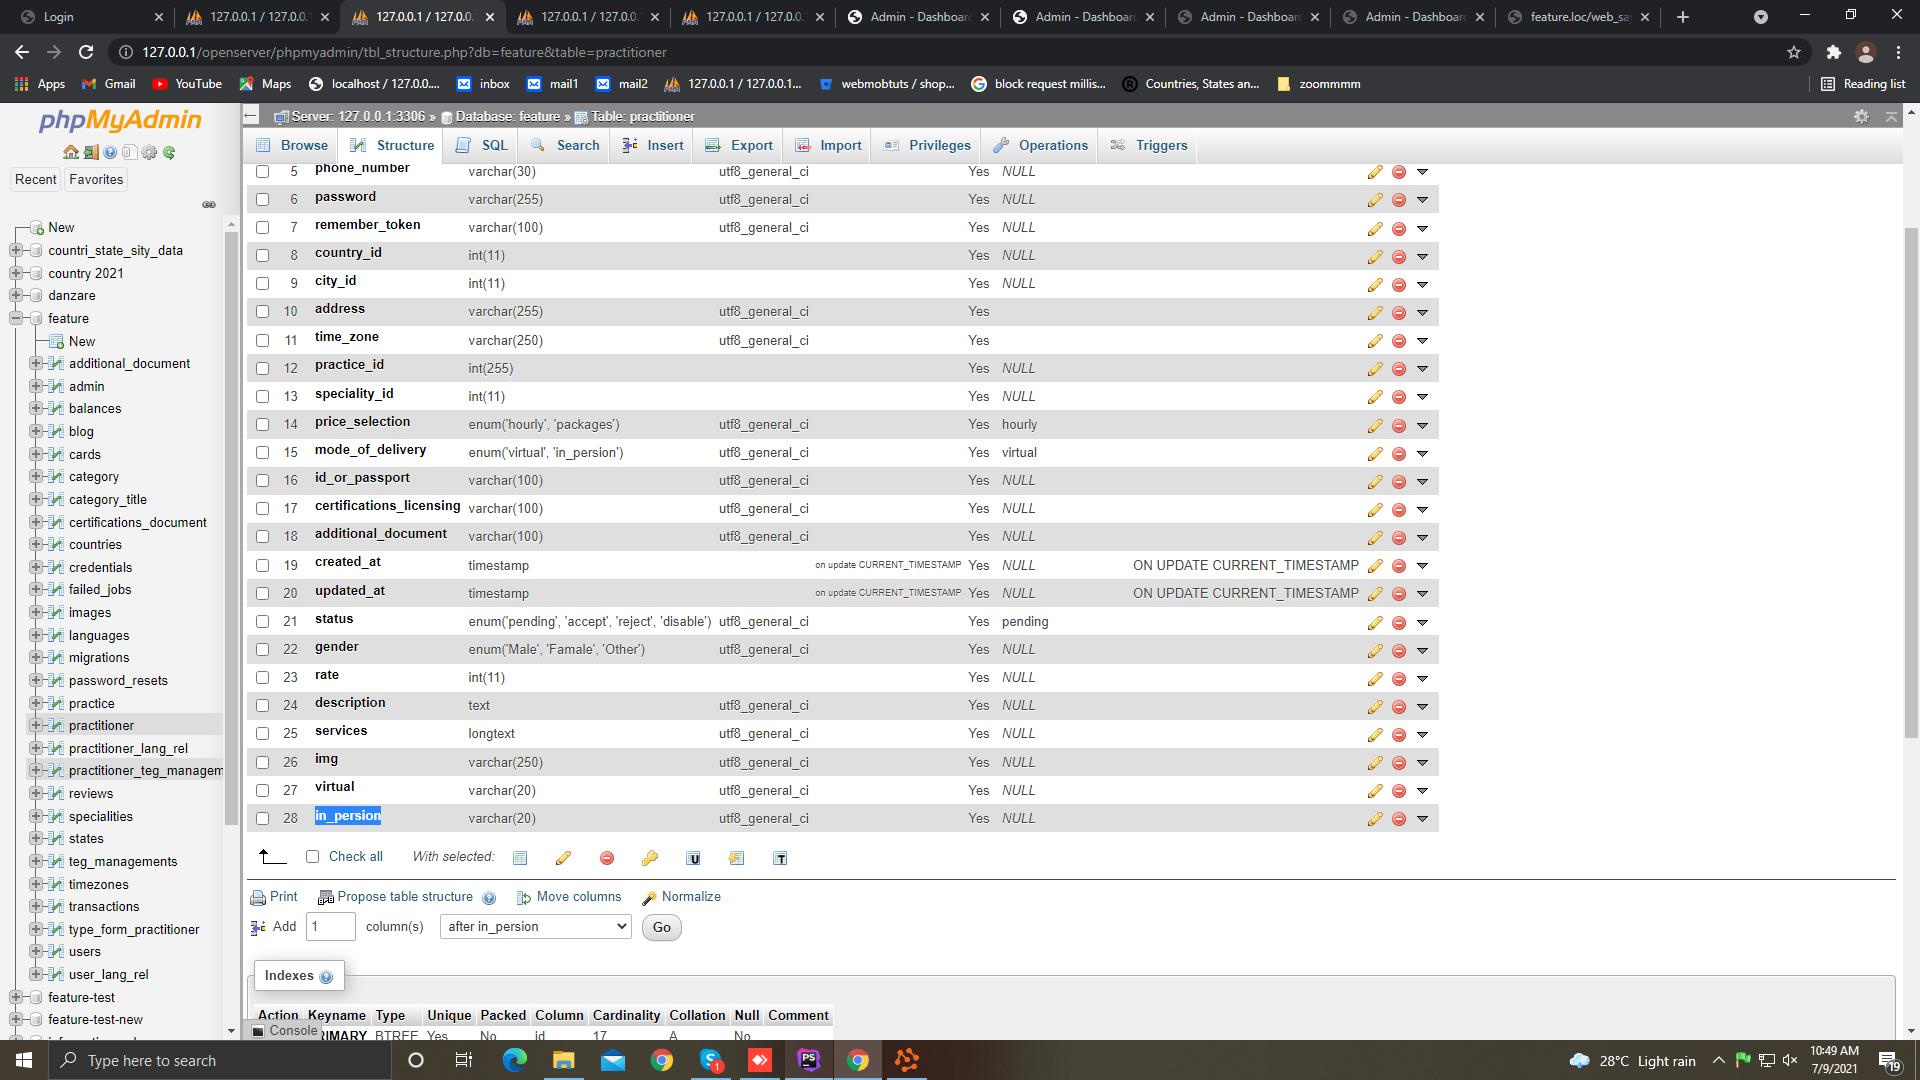 Login
127.0.0.1 / 127.0.0.1
127.0.0.1 / 127.0.0.
127.0.0.1 / 127.0.0.
127.0.0.1 / 127.0.0.
Admin - Dashboar
Admin - Dashboar
Admin - Dashboar
Admin - Dashboar
feature.loc/web_sa
127.0.0.1/openserver/phpmyadmin/tbl_structure.php?db=feature&table=practitioner
Apps
Gmail
YouTube
Maps
localhost / 127.0.0....
inbox
mail1
mail2
127.0.0.1 / 127.0.0.1...
webmobtuts / shop...
block request millis...
Countries, States an...
zoommmm
Reading list
phpMyAdmin
Recent
Favorites
New
countri_state_sity_data
country 2021
danzare
feature
New
additional_document
admin
balances
blog
cards
category
category_title
certifications_document
countries
credentials
failed_jobs
images
languages
migrations
password_resets
practice
practitioner
practitioner_lang_rel
practitioner_teg_managem
reviews
specialities
states
teg_managements
timezones
transactions
type_form_practitioner
users
user_lang_rel
feature-test
feature-test-new
Server: 127.0.0.1:3306 » Database: feature » Table: practitioner
Browse Structure SQL Search Insert Export Import Privileges Operations Triggers
5 phone_number varchar(30) utf8_general_ci Yes NULL
6 password varchar(255) utf8_general_ci Yes NULL
7 remember_token varchar(100) utf8_general_ci Yes NULL
8 country_id int(11) Yes NULL
9 city_id int(11) Yes NULL
10 address varchar(255) utf8_general_ci Yes
11 time_zone varchar(250) utf8_general_ci Yes
12 practice_id int(255) Yes NULL
13 speciality_id int(11) Yes NULL
14 price_selection enum('hourly', 'packages') utf8_general_ci Yes hourly
15 mode_of_delivery enum('virtual', 'in_persion') utf8_general_ci Yes virtual
16 id_or_passport varchar(100) utf8_general_ci Yes NULL
17 certifications_licensing varchar(100) utf8_general_ci Yes NULL
18 additional_document varchar(100) utf8_general_ci Yes NULL
19 created_at timestamp on update CURRENT_TIMESTAMP Yes NULL ON UPDATE CURRENT_TIMESTAMP
20 updated_at timestamp on update CURRENT_TIMESTAMP Yes NULL ON UPDATE CURRENT_TIMESTAMP
21 status enum('pending', 'accept', 'reject', 'disable') utf8_general_ci Yes pending
22 gender enum('Male', 'Famale', 'Other') utf8_general_ci Yes NULL
23 rate int(11) Yes NULL
24 description text utf8_general_ci Yes NULL
25 services longtext utf8_general_ci Yes NULL
26 img varchar(250) utf8_general_ci Yes NULL
27 virtual varchar(20) utf8_general_ci Yes NULL
28 in_persion varchar(20) utf8_general_ci Yes NULL
Check all With selected:
Print Propose table structure Move columns Normalize
Add 1 column(s) after in_persion Go
Indexes
Action Keyname Type Unique Packed Column Cardinality Collation Null Comment
RIMARY BTREE Yes No id 17 A No
Console
Type here to search
28°C Light rain
10:49 AM
7/9/2021
19